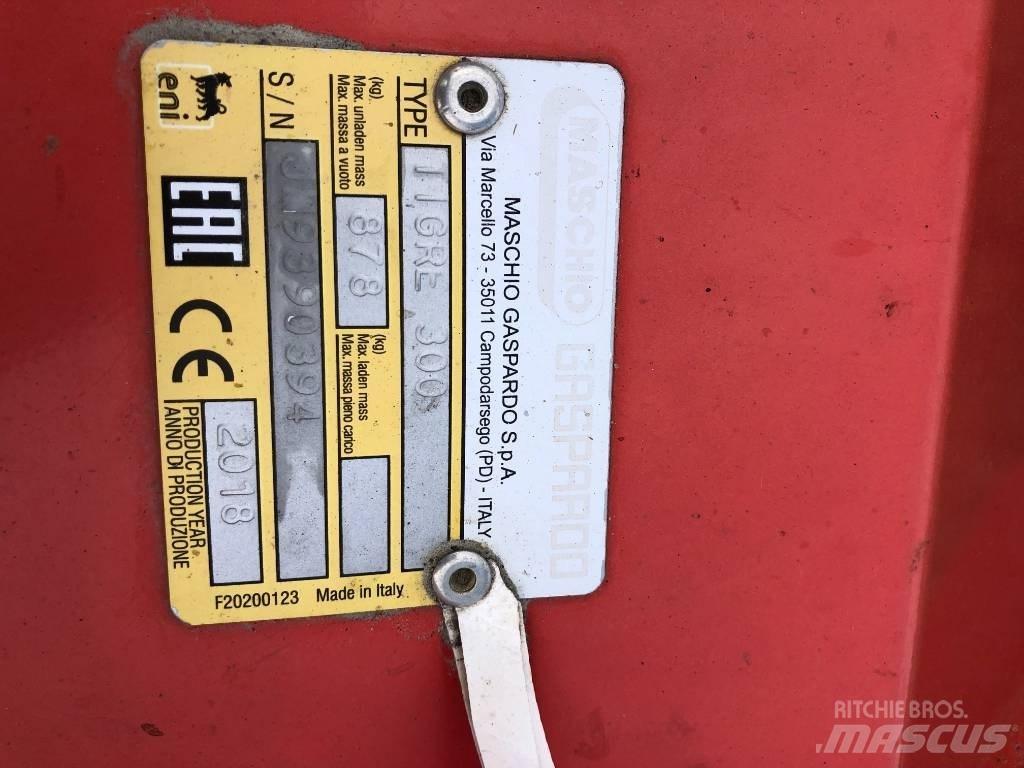 MASCHIO GASPARDO
MASCHIO GASPARDO S.p.A.
Via Marcello 73 - 35011 Campodarsego (PD) - ITALY
TYPE TIGRE 300
Max. unladen mass (kg)
Max. massa a vuoto
878
Max. laden mass (kg)
Max. massa pieno carico
S/N
eni
EAC
CE
2018
PRODUCTION YEAR
ANNO DI PRODUZIONE
F20200123 Made in Italy
RITCHIE BROS.
MASCUS